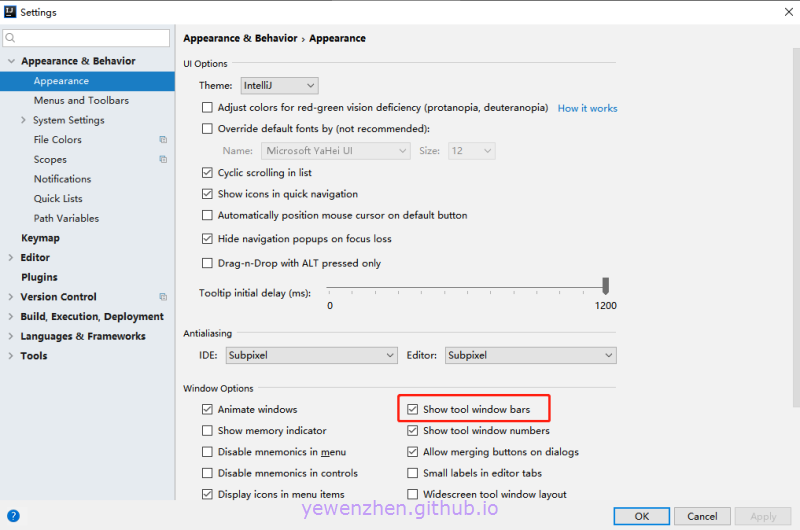 Settings
Appearance & Behavior › Appearance
Appearance & Behavior
Appearance
Menus and Toolbars
System Settings
File Colors
Scopes
Notifications
Quick Lists
Path Variables
Keymap
Editor
Plugins
Version Control
Build, Execution, Deployment
Languages & Frameworks
Tools
UI Options
Theme: IntelliJ
Adjust colors for red-green vision deficiency (protanopia, deuteranopia) How it works
Override default fonts by (not recommended):
Name: Microsoft YaHei UI Size: 12
Cyclic scrolling in list
Show icons in quick navigation
Automatically position mouse cursor on default button
Hide navigation popups on focus loss
Drag-n-Drop with ALT pressed only
Tooltip initial delay (ms):
0 1200
Antialiasing
IDE: Subpixel Editor: Subpixel
Window Options
Animate windows Show tool window bars
Show memory indicator Show tool window numbers
Disable mnemonics in menu Allow merging buttons on dialogs
Disable mnemonics in controls Small labels in editor tabs
Display icons in menu items Widescreen tool window layout
yewenzhen.github.io
? OK Cancel Apply